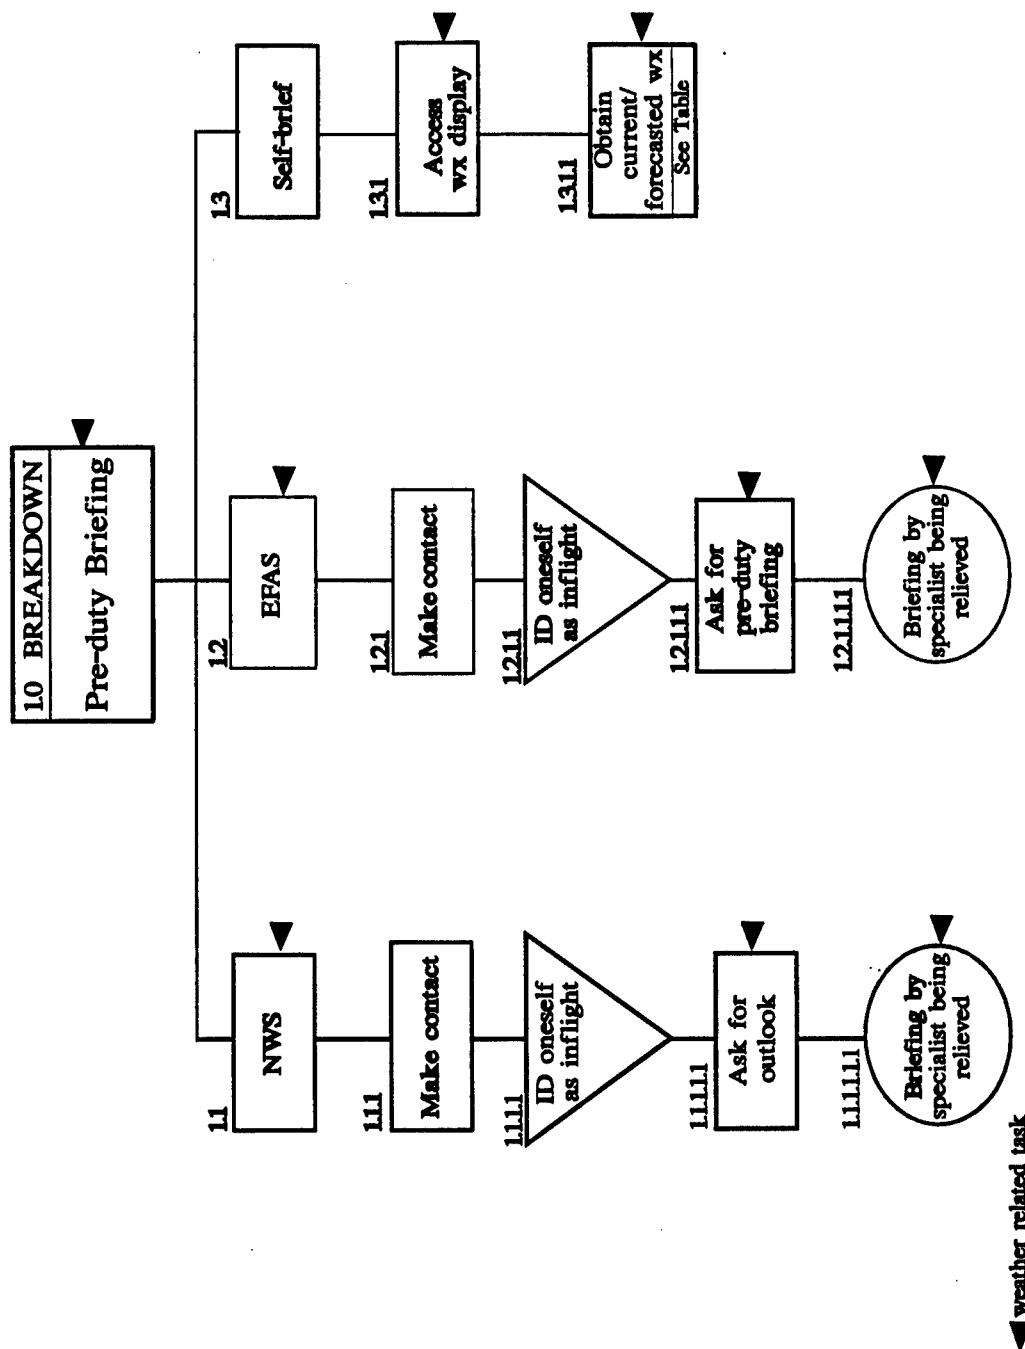 1.0 BREAKDOWN
Pre-duty Briefing
1.1
NWS
1.1.1
Make contact
1.1.1.1
ID oneself
as inflight
1.1.1.1.1
Ask for
outlook
1.1.1.1.1.1
Briefing by
specialist being
relieved
1.2
EFAS
1.2.1
Make contact
1.2.1.1
ID oneself
as inflight
1.2.1.1.1
Ask for
pre-duty
briefing
1.2.1.1.1.1
Briefing by
specialist being
relieved
1.3
Self-brief
1.3.1
Access
wx display
1.3.1.1
Obtain
current/
forecasted wx
See Table
weather related task